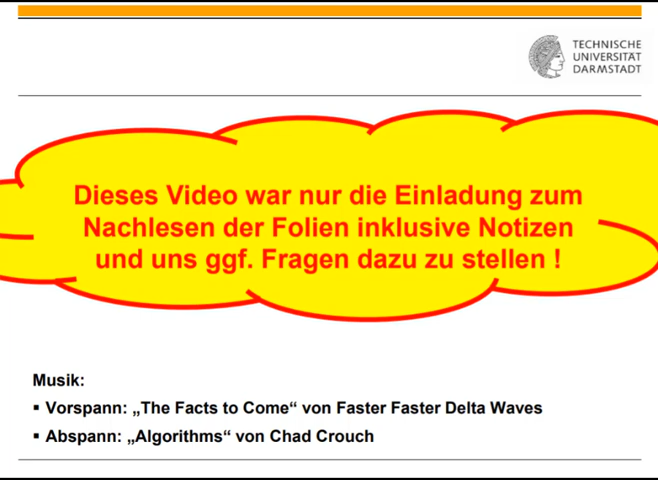 TECHNISCHE
UNIVERSITÄT
DARMSTADT
Dieses Video war nur die Einladung zum
Nachlesen der Folien inklusive Notizen
und uns ggf. Fragen dazu zu stellen !
Musik:
▪ Vorspann: „The Facts to Come“ von Faster Faster Delta Waves
▪ Abspann: „Algorithms“ von Chad Crouch